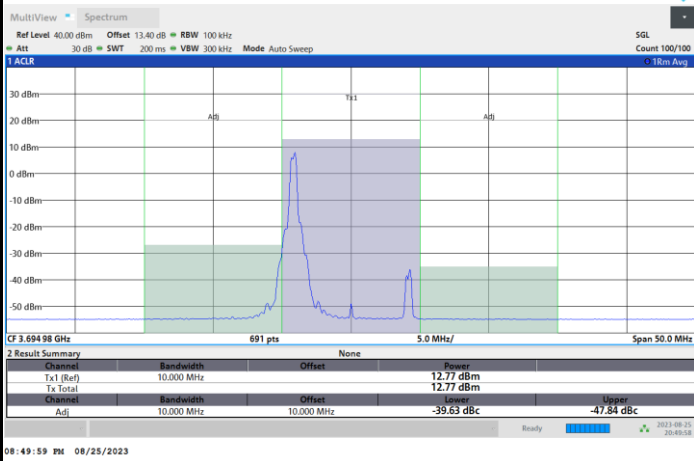 MultiView Spectrum
Ref Level 40.00 dBm Offset 13.40 dB RBW 100 kHz SGL
Att 30 dB SWT 200 ms VBW 300 kHz Mode Auto Sweep Count 100/100
1 ACLR 1Rm Avg
30 dBm
Tx1
20 dBm
Adj Adj
10 dBm
0 dBm
-10 dBm
-20 dBm
-30 dBm
-40 dBm
-50 dBm
CF 3.694 98 GHz 691 pts 5.0 MHz/ Span 50.0 MHz
2 Result Summary None
Channel Bandwidth Offset Power
Tx1 (Ref) 10.000 MHz 12.77 dBm
Tx Total 12.77 dBm
Channel Bandwidth Offset Lower Upper
Adj 10.000 MHz 10.000 MHz -39.63 dBc -47.84 dBc
Ready 2023-08-25
20:49:58
08:49:59 PM 08/25/2023